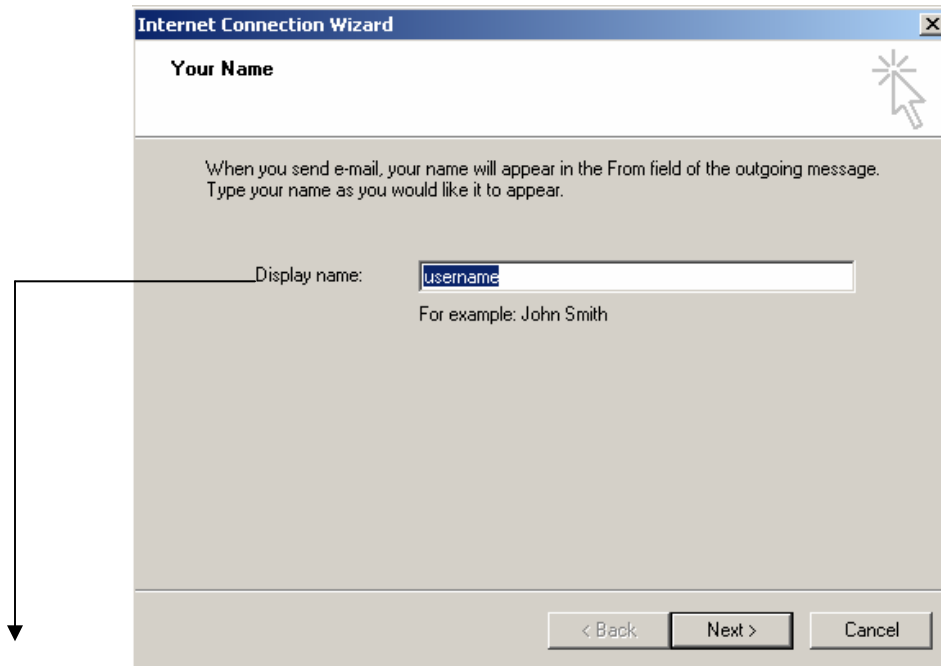 Internet Connection Wizard
Your Name
When you send e-mail, your name will appear in the From field of the outgoing message.
Type your name as you would like it to appear.
Display name: username
For example: John Smith
< Back Next > Cancel